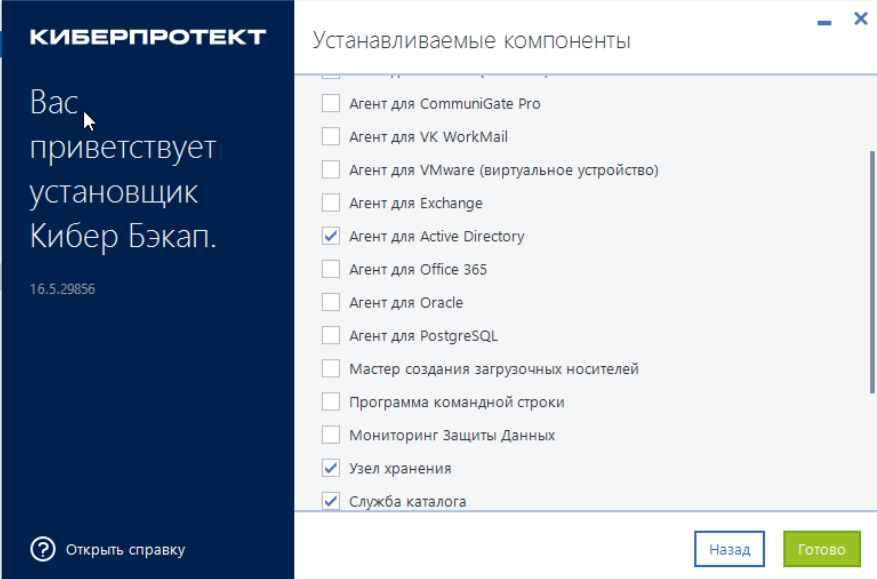 КИБЕРПРОТЕКТ
Вас
приветствует
установщик
Кибер Бэкап.
16.5.29856
Открыть справку
Устанавливаемые компоненты
Агент для CommuniGate Pro
Агент для VK WorkMail
Агент для VMware (виртуальное устройство)
Агент для Exchange
Агент для Active Directory
Агент для Office 365
Агент для Oracle
Агент для PostgreSQL
Мастер создания загрузочных носителей
Программа командной строки
Мониторинг Защиты Данных
Узел хранения
Служба каталога
Назад
Готово